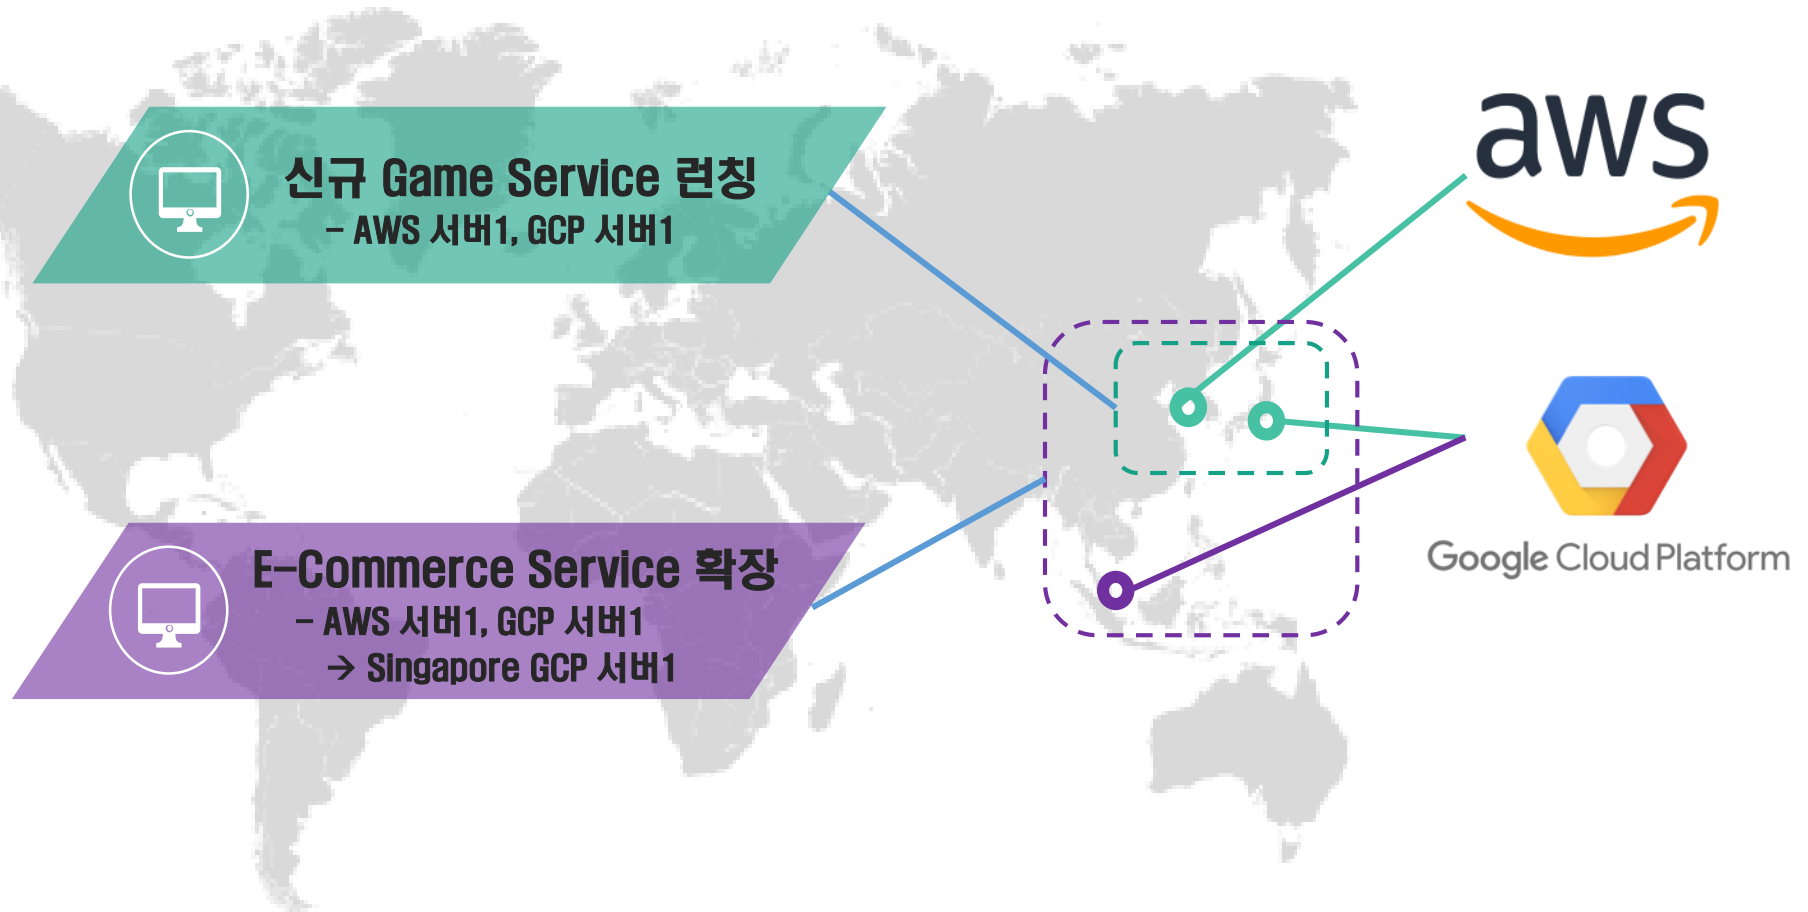 신규 Game Service 런칭
- AWS 서버1, GCP 서버1
E-Commerce Service 확장
- AWS 서버1, GCP 서버1
→ Singapore GCP 서버1
aws
Google Cloud Platform